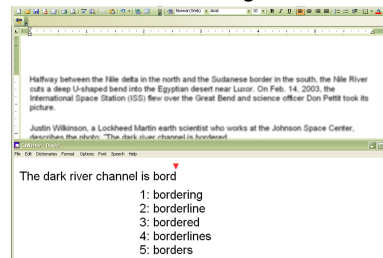 Normal (Web)
Arial
10
B I U
Halfway between the Nile delta in the north and the Sudanese border in the south, the Nile River
cuts a deep U-shaped bend into the Egyptian desert near Luxor. On Feb. 14, 2003, the
International Space Station (ISS) flew over the Great Bend and science officer Don Pettit took its
picture.
Justin Wilkinson, a Lockheed Martin earth scientist who works at the Johnson Space Center,
describes the photo: "The dark river channel is bordered
File Edit Dictionaries Format Options Font Speech Help
The dark river channel is bord
1: bordering
2: borderline
3: bordered
4: borderlines
5: borders